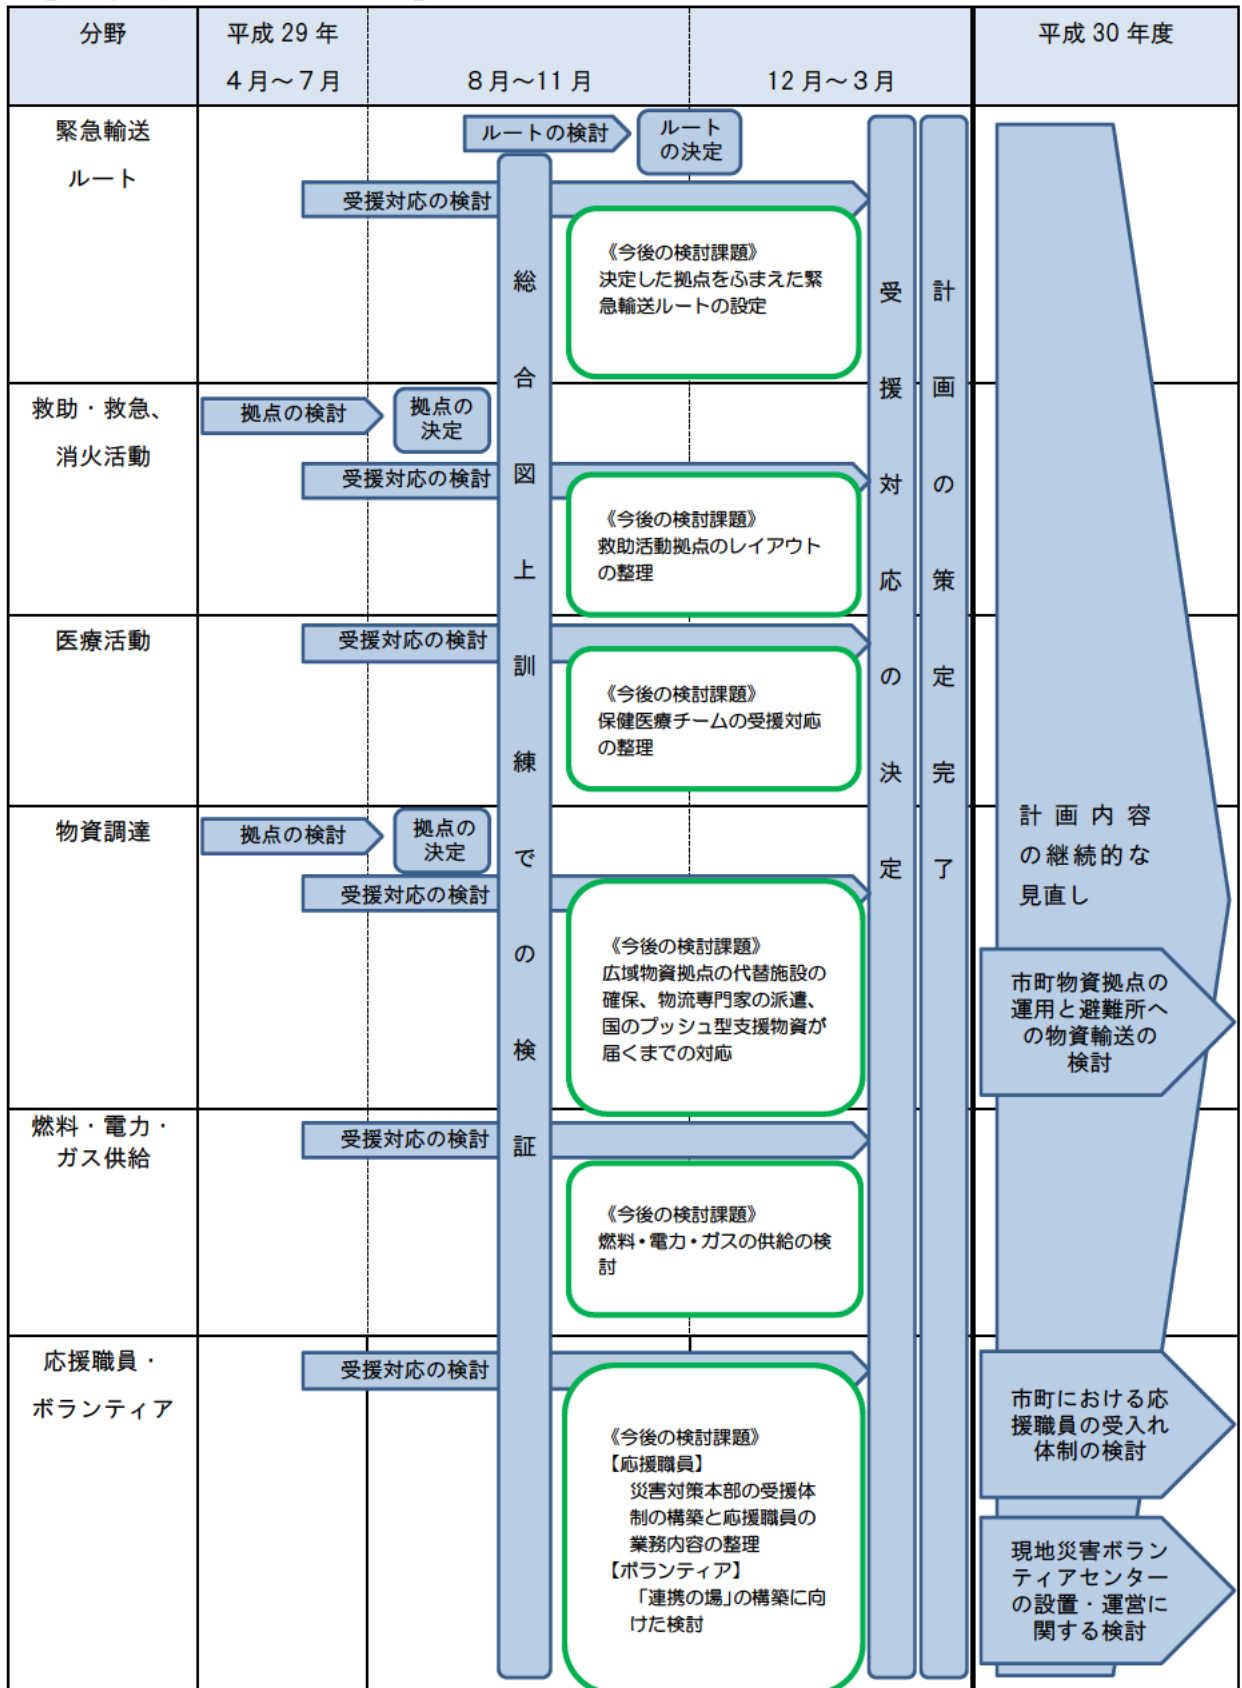 分野
平成 29 年
平成 30 年度
4月～7月
8月～11 月
12 月～3月
緊急輸送
ルート
ルートの検討
ルート
の決定
受援対応の検討
《今後の検討課題》
決定した拠点をふまえた緊
急輸送ルートの設定
救助・救急、
消火活動
拠点の検討
拠点の
決定
受援対応の検討
《今後の検討課題》
救助活動拠点のレイアウト
の整理
医療活動
受援対応の検討
《今後の検討課題》
保健医療チームの受援対応
の整理
物資調達
拠点の検討
拠点の
決定
受援対応の検討
《今後の検討課題》
広域物資拠点の代替施設の
確保、物流専門家の派遣、
国のプッシュ型支援物資が
届くまでの対応
燃料・電力・
ガス供給
受援対応の検討
《今後の検討課題》
燃料・電力・ガスの供給の検
討
応援職員・
ボランティア
受援対応の検討
《今後の検討課題》
【応援職員】
災害対策本部の受援体
制の構築と応援職員の
業務内容の整理
【ボランティア】
「連携の場」の構築に向
けた検討
総合図上訓練での検証
受援対応の決定
計画の策定完了
計画内容
の継続的な
見直し
市町物資拠点の
運用と避難所へ
の物資輸送の
検討
市町における応
援職員の受入れ
体制の検討
現地災害ボラン
ティアセンター
の設置・運営に
関する検討